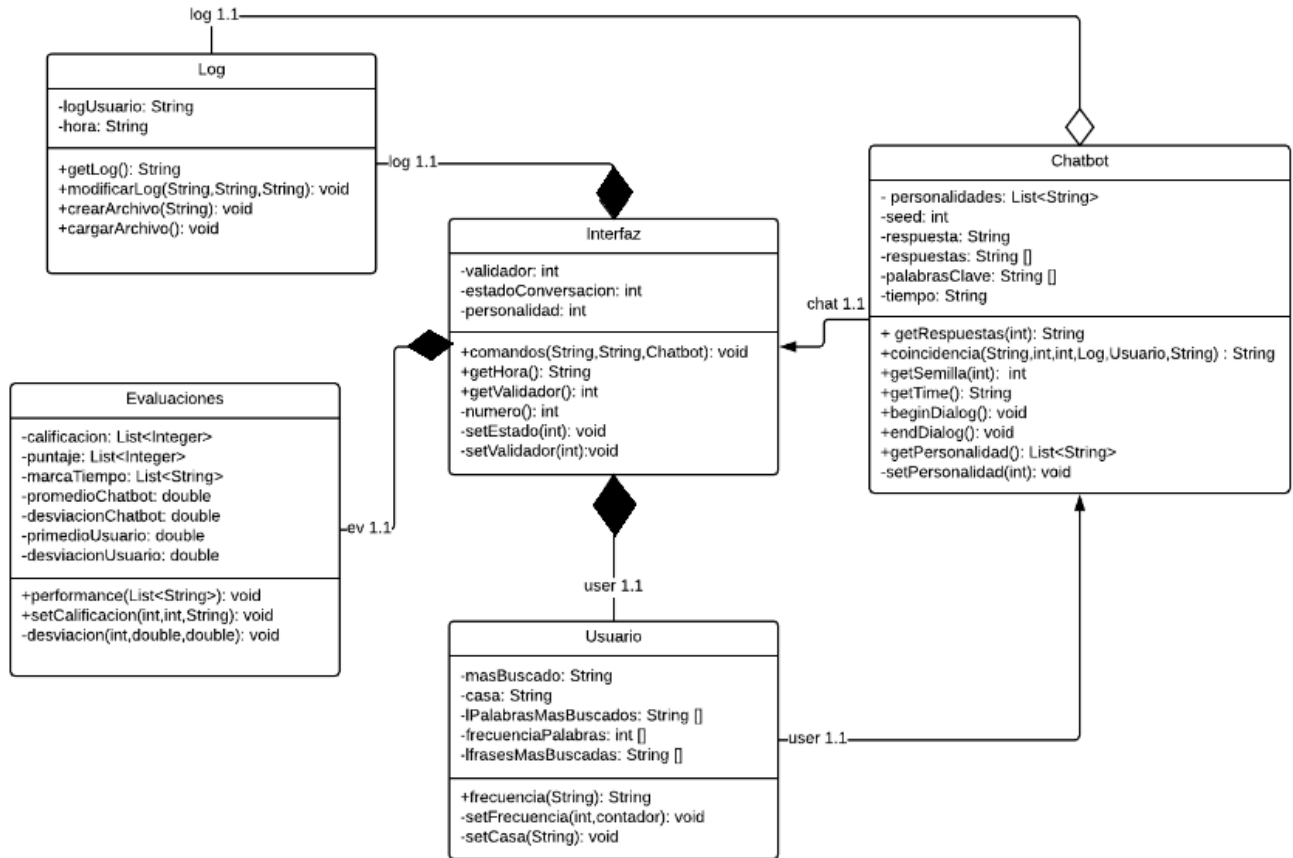 log 1.1
Log
-logUsuario: String
-hora: String
+getLog(): String
+modificarLog(String,String,String): void
+crearArchivo(String): void
+cargarArchivo(): void
log 1.1
Interfaz
-validador: int
-estadoConversacion: int
-personalidad: int
+comandos(String,String,Chatbot): void
+getHora(): String
+getValidador(): int
-numero(): int
-setEstado(int): void
-setValidador(int):void
chat 1.1
Chatbot
- personalidades: List<String>
-seed: int
-respuesta: String
-respuestas: String []
-palabrasClave: String []
-tiempo: String
+ getRespuestas(int): String
+coincidencia(String,int,int,Log,Usuario,String) : String
+getSemilla(int):  int
+getTime(): String
+beginDialog(): void
+endDialog(): void
+getPersonalidad(): List<String>
-setPersonalidad(int): void
Evaluaciones
-calificacion: List<Integer>
-puntaje: List<Integer>
-marcaTiempo: List<String>
-promedioChatbot: double
-desviacionChatbot: double
-primedioUsuario: double
-desviacionUsuario: double
+performance(List<String>): void
+setCalificacion(int,int,String): void
-desviacion(int,double,double): void
ev 1.1
user 1.1
Usuario
-masBuscado: String
-casa: String
-lPalabrasMasBuscados: String []
-frecuenciaPalabras: int []
-lfrasesMasBuscadas: String []
+frecuencia(String): String
-setFrecuencia(int,contador): void
-setCasa(String): void
user 1.1